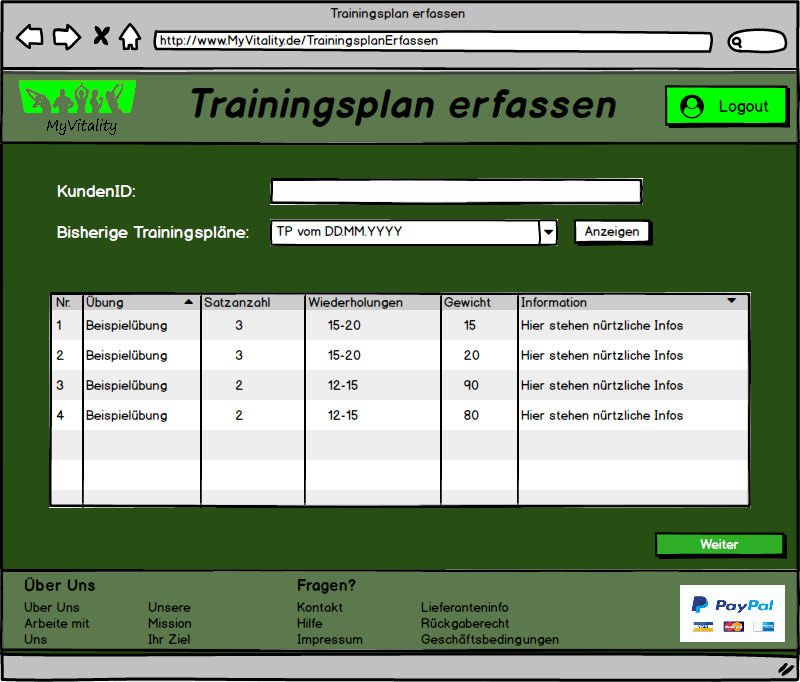 Trainingsplan erfassen
http://www.MyVitality.de/TrainingsplanErfassen
MyVitality
Trainingsplan erfassen
Logout
KundenID:
Bisherige Trainingspläne: TP vom DD.MM.YYYY Anzeigen
Nr. Übung Satzanzahl Wiederholungen Gewicht Information
1 Beispielübung 3 15-20 15 Hier stehen nürtzliche Infos
2 Beispielübung 3 15-20 20 Hier stehen nürtzliche Infos
3 Beispielübung 2 12-15 90 Hier stehen nürtzliche Infos
4 Beispielübung 2 12-15 80 Hier stehen nürtzliche Infos
Weiter
Über Uns Fragen?
Uber Uns Unsere Kontakt Lieferanteninfo
Arbeite mit Mission Hilfe Rückgaberecht
Uns Ihr Ziel Impressum Geschäftsbedingungen
PayPal